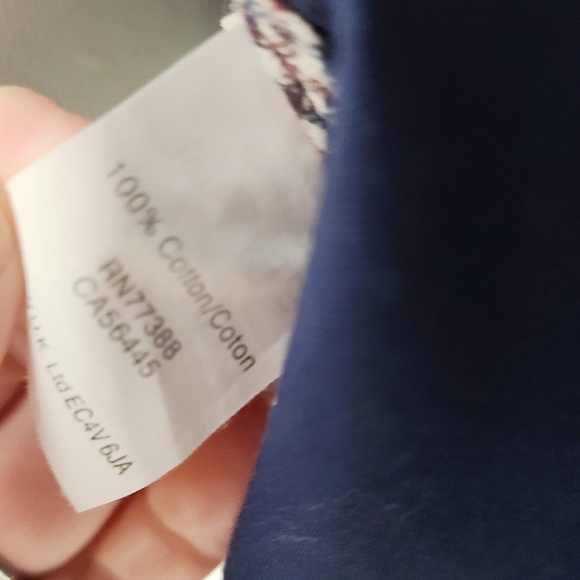 100% Cotton/Coton
RN77388
CA56445
U.K. Ltd EC4V 6JA